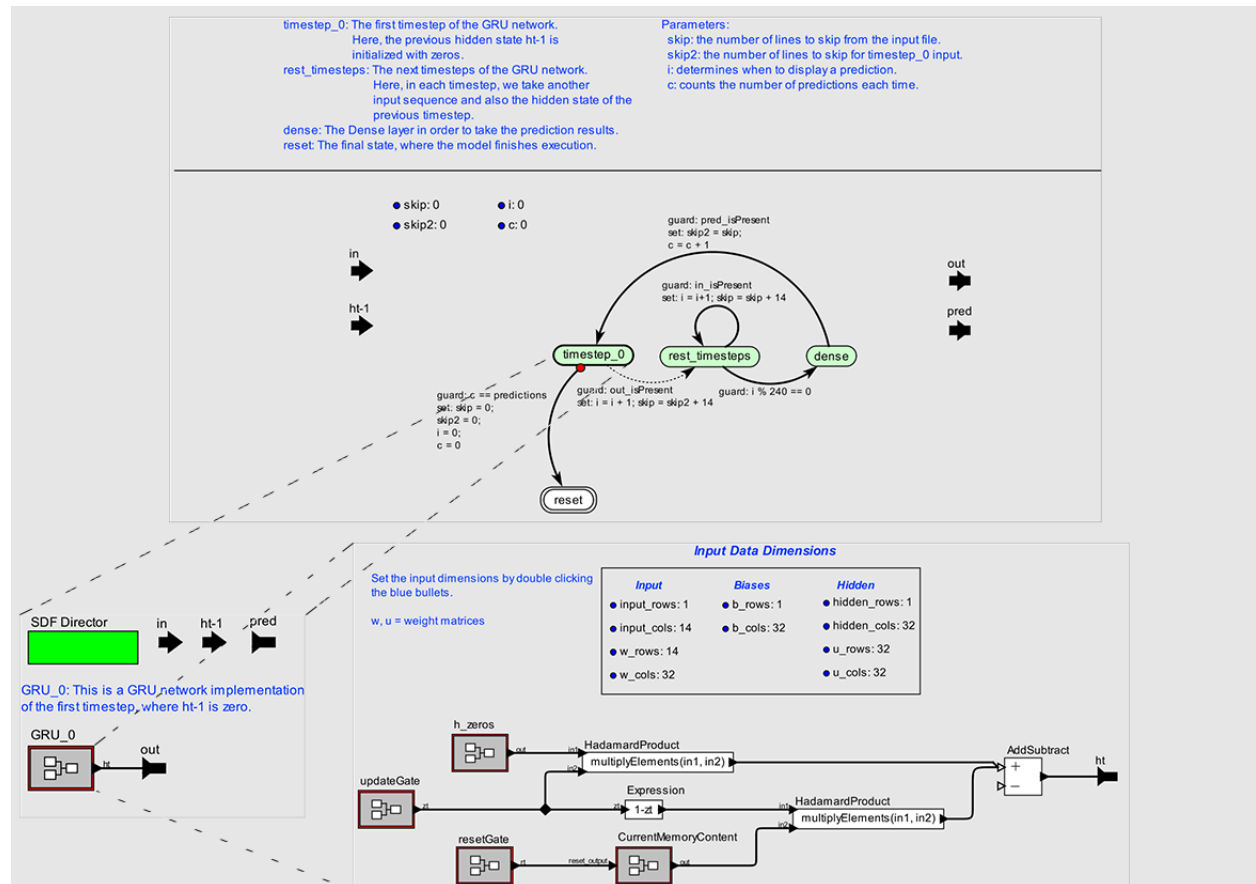 timestep_0: The first timestep of the GRU network.
Here, the previous hidden state ht-1 is
initialized with zeros.
rest_timesteps: The next timesteps of the GRU network.
Here, in each timestep, we take another
input sequence and also the hidden state of the
previous timestep.
dense: The Dense layer in order to take the prediction results.
reset: The final state, where the model finishes execution.
Parameters:
skip: the number of lines to skip from the input file.
skip2: the number of lines to skip for timestep_0 input.
i: determines when to display a prediction.
c: counts the number of predictions each time.
skip: 0
i: 0
skip2: 0
c: 0
in
ht-1
out
pred
guard: pred_isPresent
set: skip2 = skip;
c = c + 1
guard: in_isPresent
set: i = i+1; skip = skip + 14
timestep_0
rest_timesteps
dense
guard: out_isPresent
set: i = i + 1; skip = skip2 + 14
guard: i % 240 == 0
guard: c == predictions
set: skip = 0;
skip2 = 0;
i = 0;
c = 0
reset
SDF Director
in
ht-1
pred
GRU_0: This is a GRU network implementation
of the first timestep, where ht-1 is zero.
GRU_0
ht
out
Input Data Dimensions
Set the input dimensions by double clicking
the blue bullets.
w, u = weight matrices
Input
Biases
Hidden
input_rows: 1
b_rows: 1
hidden_rows: 1
input_cols: 14
b_cols: 32
hidden_cols: 32
w_rows: 14
u_rows: 32
w_cols: 32
u_cols: 32
h_zeros
out
in1
in2
HadamardProduct
multiplyElements(in1, in2)
AddSubtract
+
−
ht
updateGate
zt
zt
Expression
1-zt
in1
in2
HadamardProduct
multiplyElements(in1, in2)
resetGate
rt
reset_output
CurrentMemoryContent
out